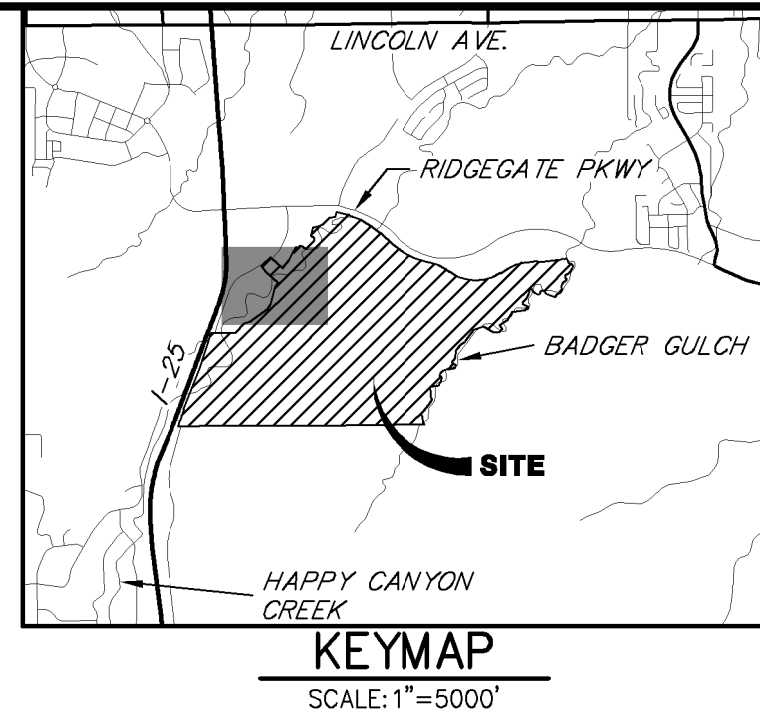 LINCOLN AVE.
RIDGEGATE PKWY
I-25
BADGER GULCH
SITE
HAPPY CANYON
CREEK
KEYMAP
SCALE: 1"=5000'